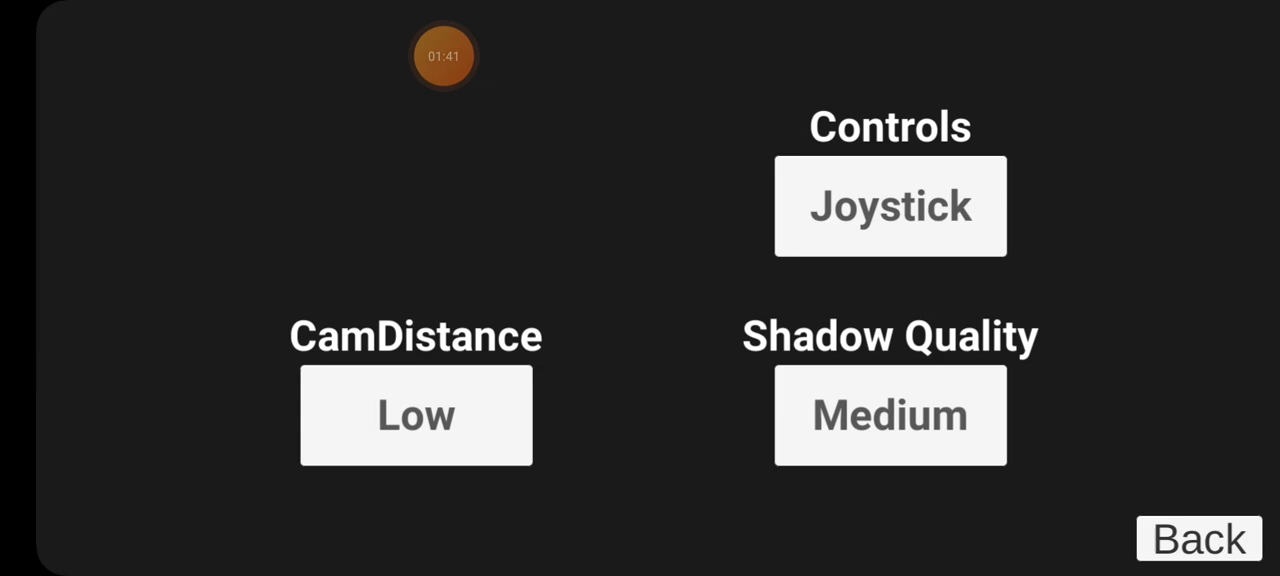 01:41
Controls
Joystick
CamDistance
Shadow Quality
Low
Medium
Back